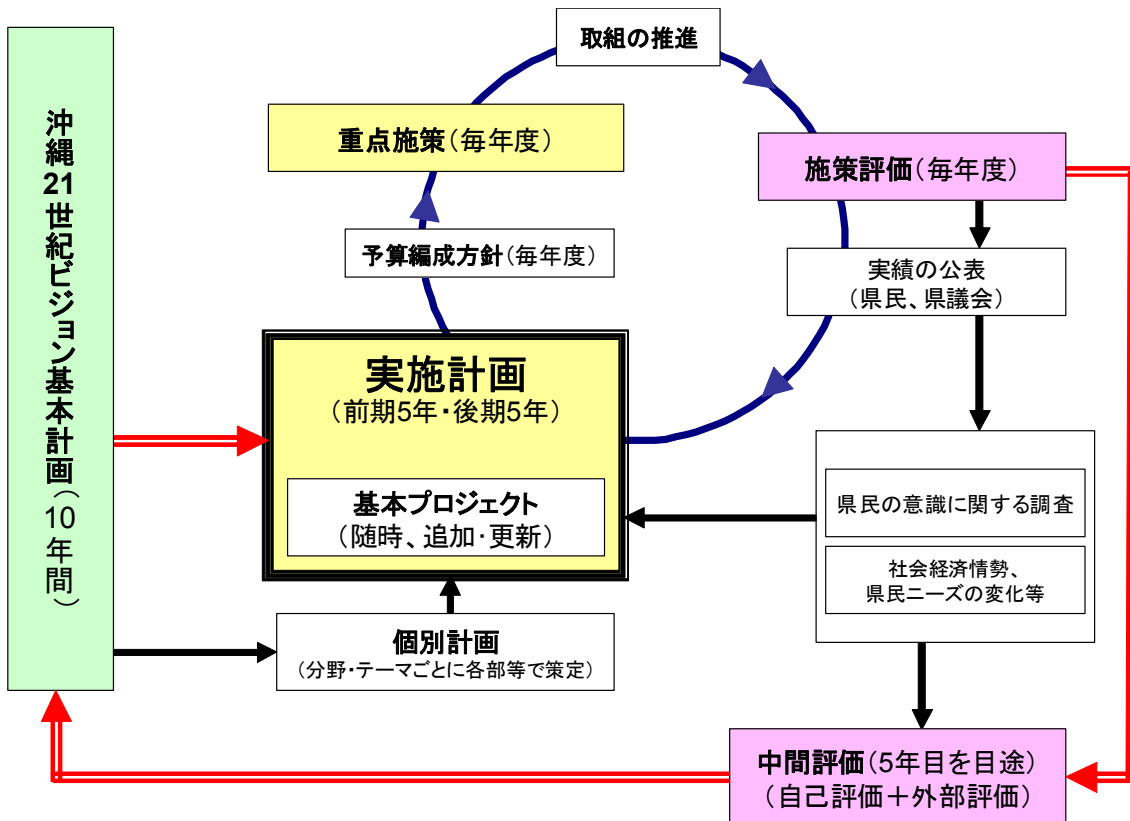 沖縄21世紀ビジョン基本計画(10年間)
取組の推進
重点施策(毎年度)
施策評価(毎年度)
予算編成方針(毎年度)
実績の公表
(県民、県議会)
実施計画
(前期5年・後期5年)
基本プロジェクト
(随時、追加・更新)
県民の意識に関する調査
社会経済情勢、
県民ニーズの変化等
個別計画
(分野・テーマごとに各部等で策定)
中間評価(5年目を目途)
(自己評価+外部評価)